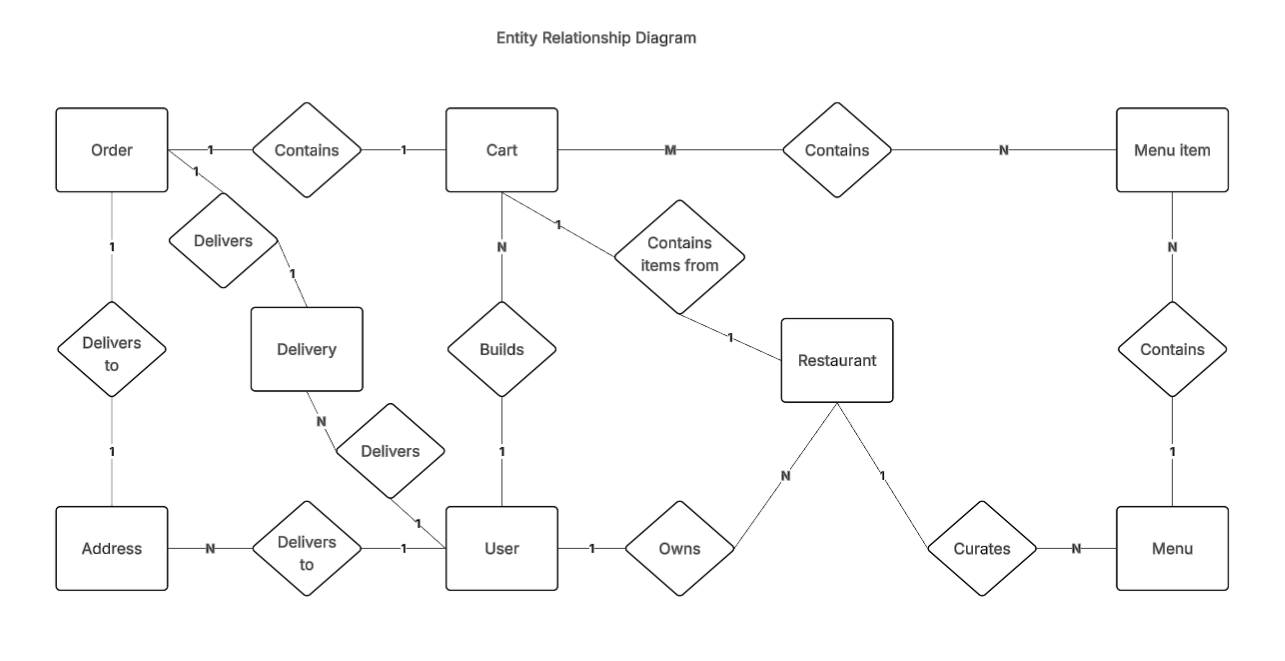 Entity Relationship Diagram
Order
1
Contains
1
Cart
M
Contains
N
Menu item
1
Delivers
1
1
N
1
Contains
items from
1
N
Delivers
to
Delivery
Builds
Restaurant
Contains
N
Delivers
1
1
1
N
1
1
Address
N
Delivers
to
1
User
1
Owns
Curates
N
Menu